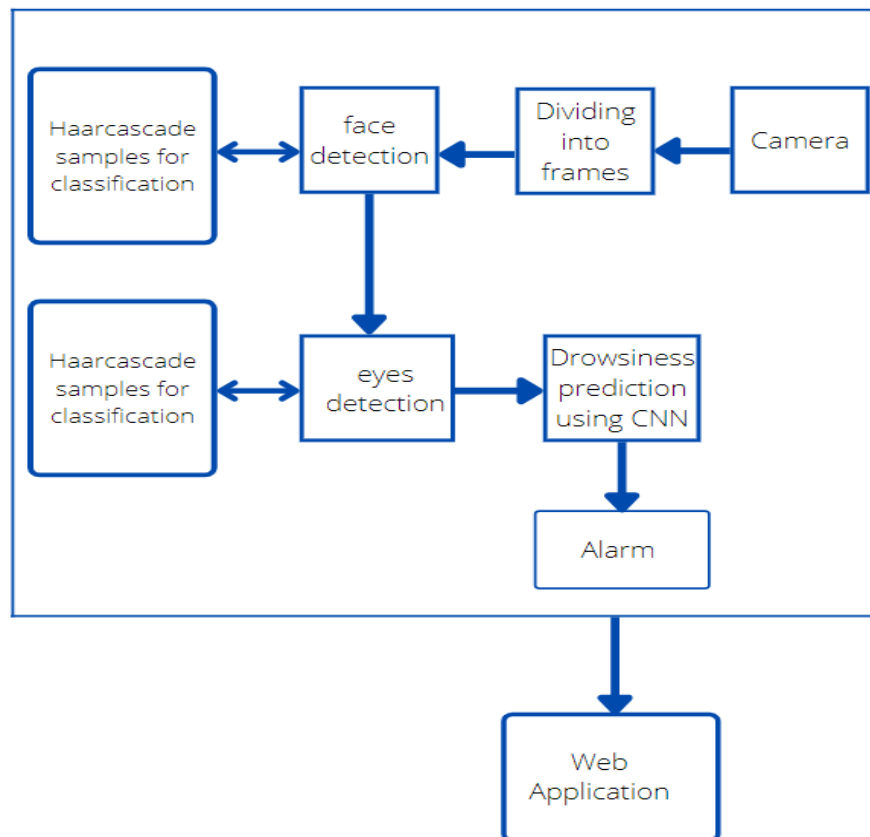 Haarcascade
samples for
classification
face
detection
Dividing
into
frames
Camera
Haarcascade
samples for
classification
eyes
detection
Drowsiness
prediction
using CNN
Alarm
Web
Application